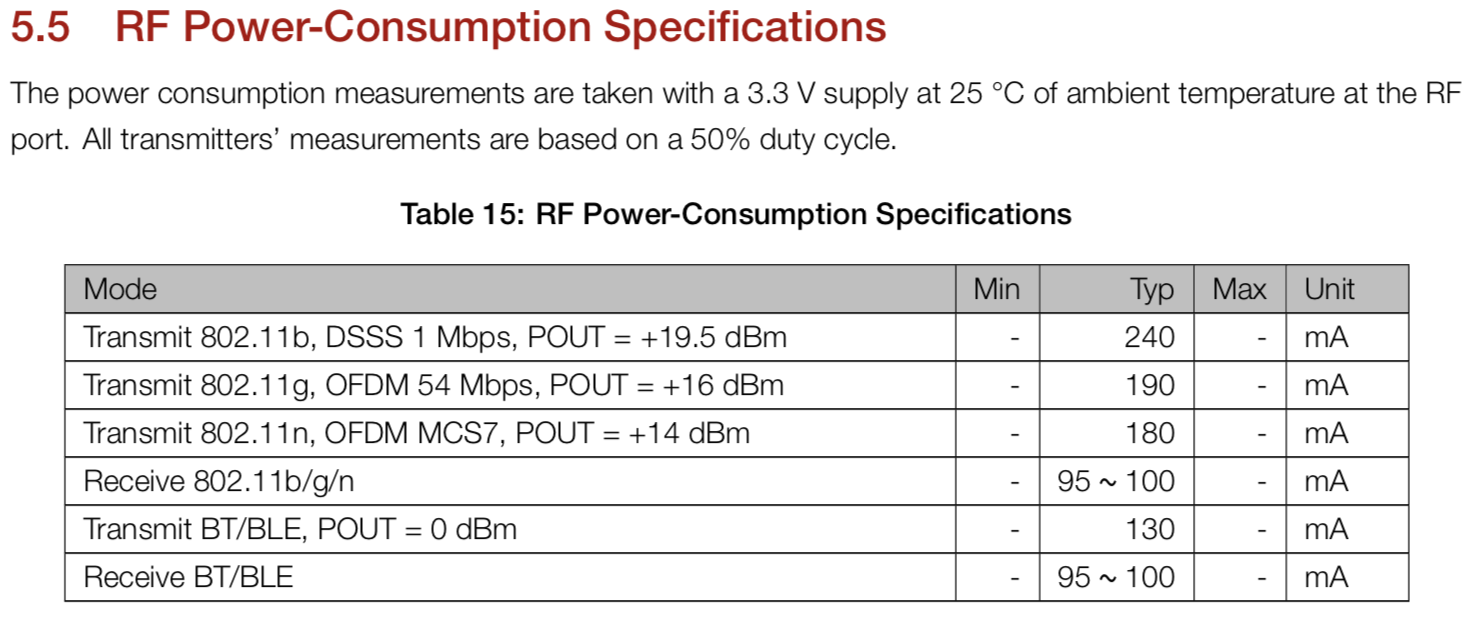 5.5 RF Power-Consumption Specifications
The power consumption measurements are taken with a 3.3 V supply at 25 °C of ambient temperature at the RF
port. All transmitters’ measurements are based on a 50% duty cycle.
Table 15: RF Power-Consumption Specifications
Mode Min Typ Max Unit
Transmit 802.11b, DSSS 1 Mbps, POUT = +19.5 dBm - 240 - mA
Transmit 802.11g, OFDM 54 Mbps, POUT = +16 dBm - 190 - mA
Transmit 802.11n, OFDM MCS7, POUT = +14 dBm - 180 - mA
Receive 802.11b/g/n - 95 ~ 100 - mA
Transmit BT/BLE, POUT = 0 dBm - 130 - mA
Receive BT/BLE - 95 ~ 100 - mA